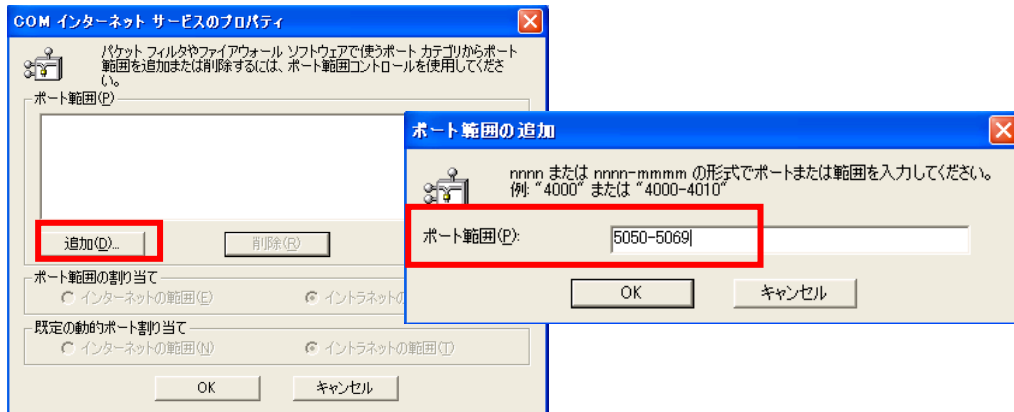 COM インターネット サービスのプロパティ
パケット フィルタやファイアウォール ソフトウェアで使うポート カテゴリからポート
範囲を追加または削除するには、ポート範囲コントロールを使用してくださ
い。
ポート範囲(P)
追加(D)...
削除(R)
ポート範囲の割り当て
インターネットの範囲(E)
イントラネットの
既定の動的ポート割り当て
インターネットの範囲(N)
イントラネットの範囲(T)
OK
キャンセル
ポート範囲の追加
nnnn または nnnn-mmmm の形式でポートまたは範囲を入力してください。
例: "4000" または "4000-4010"
ポート範囲(P):
5050-5069
OK
キャンセル